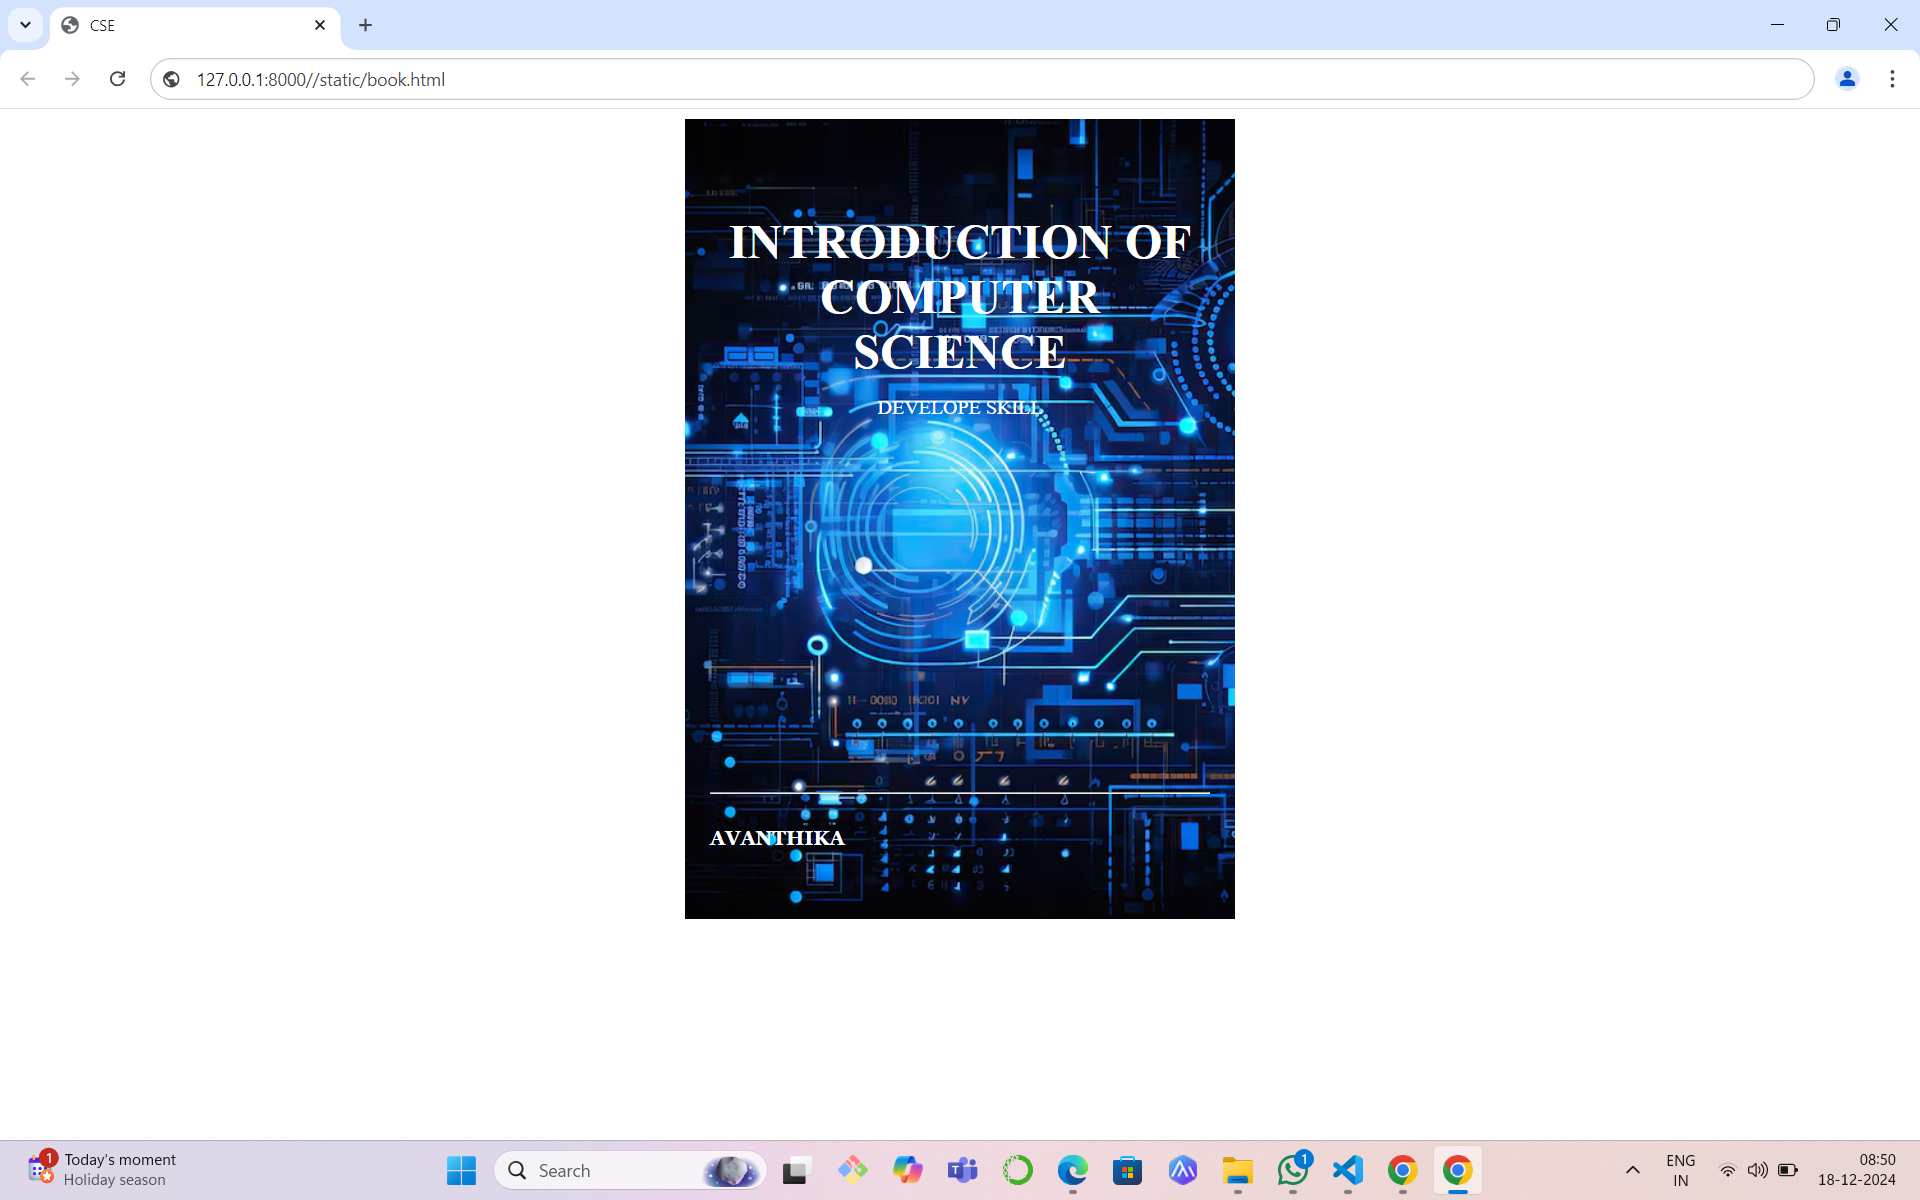 CSE
127.0.0.1:8000//static/book.html
INTRODUCTION OF
COMPUTER
SCIENCE
DEVELOPE SKILL
AVANTHIKA
1
Today's moment
Holiday season
Search
1
ENG
IN
08:50
18-12-2024